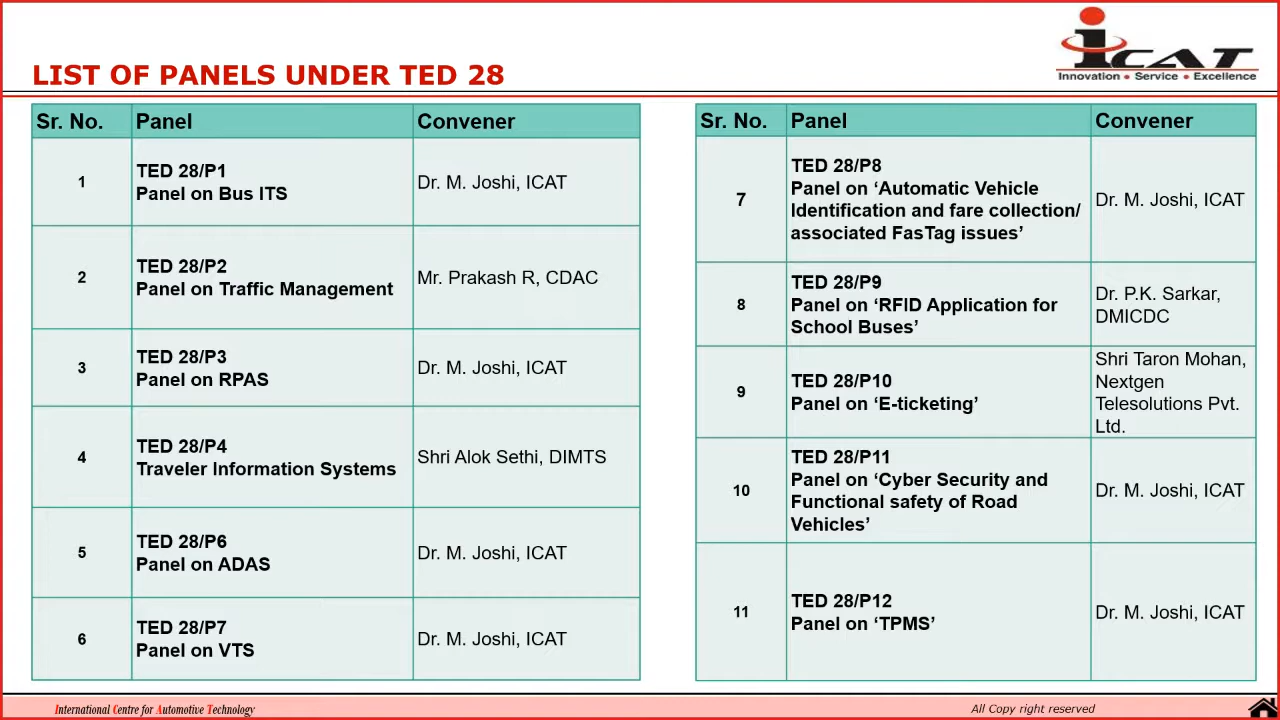 iCAT
Innovation • Service • Excellence
LIST OF PANELS UNDER TED 28
Sr. No. Panel Convener
1 TED 28/P1 Dr. M. Joshi, ICAT
Panel on Bus ITS
2 TED 28/P2 Mr. Prakash R, CDAC
Panel on Traffic Management
3 TED 28/P3 Dr. M. Joshi, ICAT
Panel on RPAS
4 TED 28/P4 Shri Alok Sethi, DIMTS
Traveler Information Systems
5 TED 28/P6 Dr. M. Joshi, ICAT
Panel on ADAS
6 TED 28/P7 Dr. M. Joshi, ICAT
Panel on VTS
Sr. No. Panel Convener
7 TED 28/P8 Dr. M. Joshi, ICAT
Panel on ‘Automatic Vehicle
Identification and fare collection/
associated FasTag issues’
8 TED 28/P9 Dr. P.K. Sarkar,
Panel on ‘RFID Application for DMICDC
School Buses’
9 TED 28/P10 Shri Taron Mohan,
Panel on ‘E-ticketing’ Nextgen
Telesolutions Pvt.
Ltd.
10 TED 28/P11 Dr. M. Joshi, ICAT
Panel on ‘Cyber Security and
Functional safety of Road
Vehicles’
11 TED 28/P12 Dr. M. Joshi, ICAT
Panel on ‘TPMS’
International Centre for Automotive Technology
All Copy right reserved